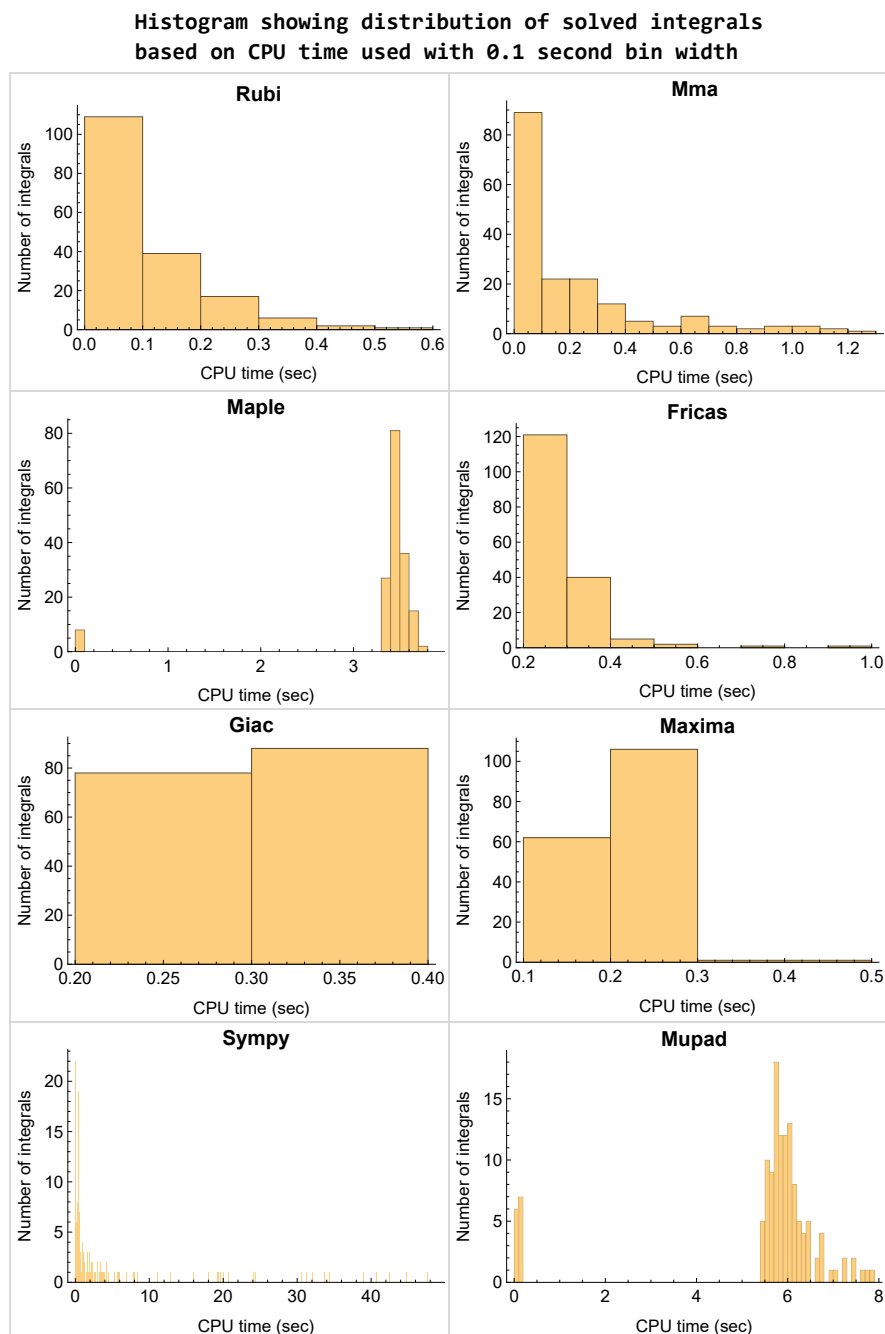 Histogram showing distribution of solved integrals
based on CPU time used with 0.1 second bin width
Rubi
Number of integrals
100
80
60
40
20
0
0.0 0.1 0.2 0.3 0.4 0.5 0.6
CPU time (sec)
Mma
Number of integrals
80
60
40
20
0
0.0 0.2 0.4 0.6 0.8 1.0 1.2
CPU time (sec)
Maple
Number of integrals
80
60
40
20
0
0 1 2 3
CPU time (sec)
Fricas
Number of integrals
120
100
80
60
40
20
0
0.2 0.4 0.6 0.8 1.0
CPU time (sec)
Giac
Number of integrals
80
60
40
20
0
0.20 0.25 0.30 0.35 0.40
CPU time (sec)
Maxima
Number of integrals
100
80
60
40
20
0
0.1 0.2 0.3 0.4 0.5
CPU time (sec)
Sympy
Number of integrals
20
15
10
5
0
0 10 20 30 40
CPU time (sec)
Mupad
Number of integrals
15
10
5
0
0 2 4 6 8
CPU time (sec)